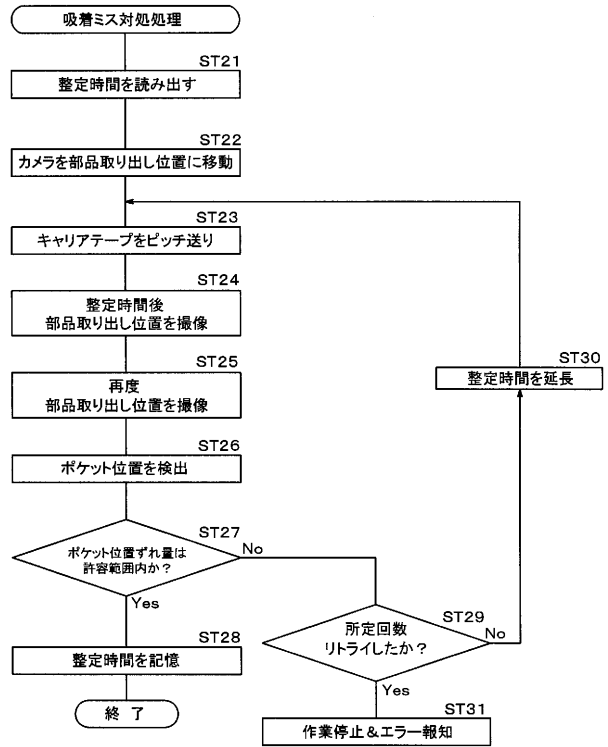 吸着ミス対処処理
ST21
整定時間を読み出す
ST22
カメラを部品取り出し位置に移動
ST23
キャリアテープをピッチ送り
ST24
整定時間後
部品取り出し位置を撮像
ST25
再度
部品取り出し位置を撮像
ST26
ポケット位置を検出
ST27
ポケット位置ずれ量は
許容範囲内か?
No
Yes
ST28
整定時間を記憶
終 了
ST29
所定回数
リトライしたか?
No
Yes
ST30
整定時間を延長
ST31
作業停止&エラー報知